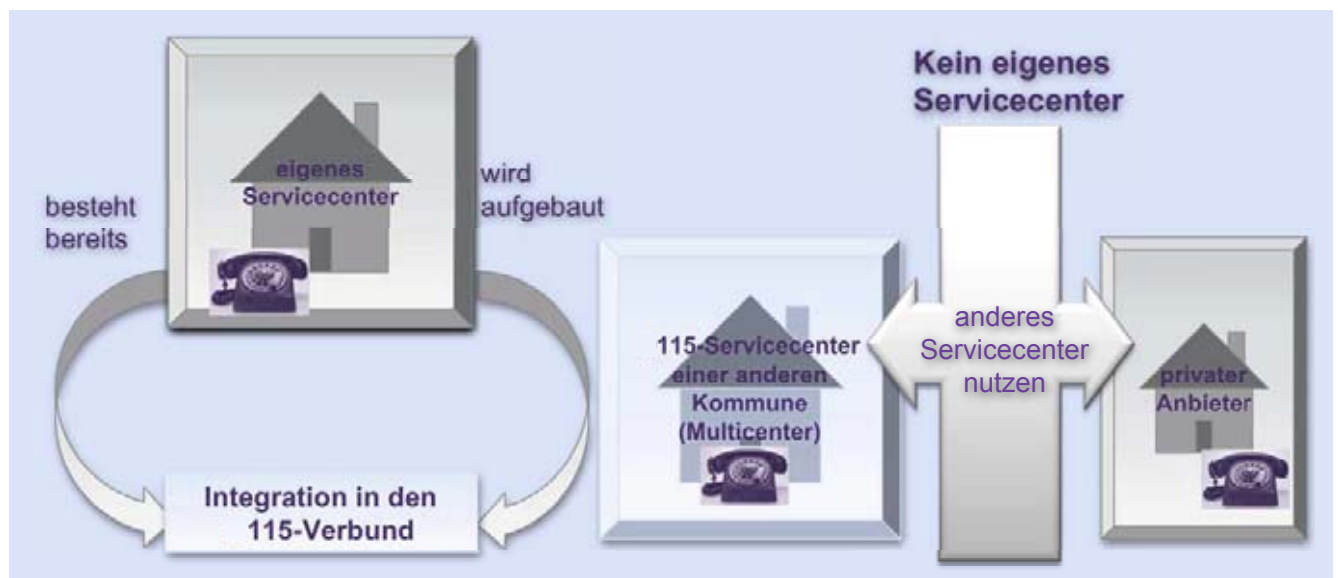 eigenes
Servicecenter
besteht
bereits
wird
aufgebaut
Integration in den
115-Verbund
Kein eigenes
Servicecenter
115-Servicecenter
einer anderen
Kommune
(Multicenter)
anderes
Servicecenter
nutzen
privater
Anbieter